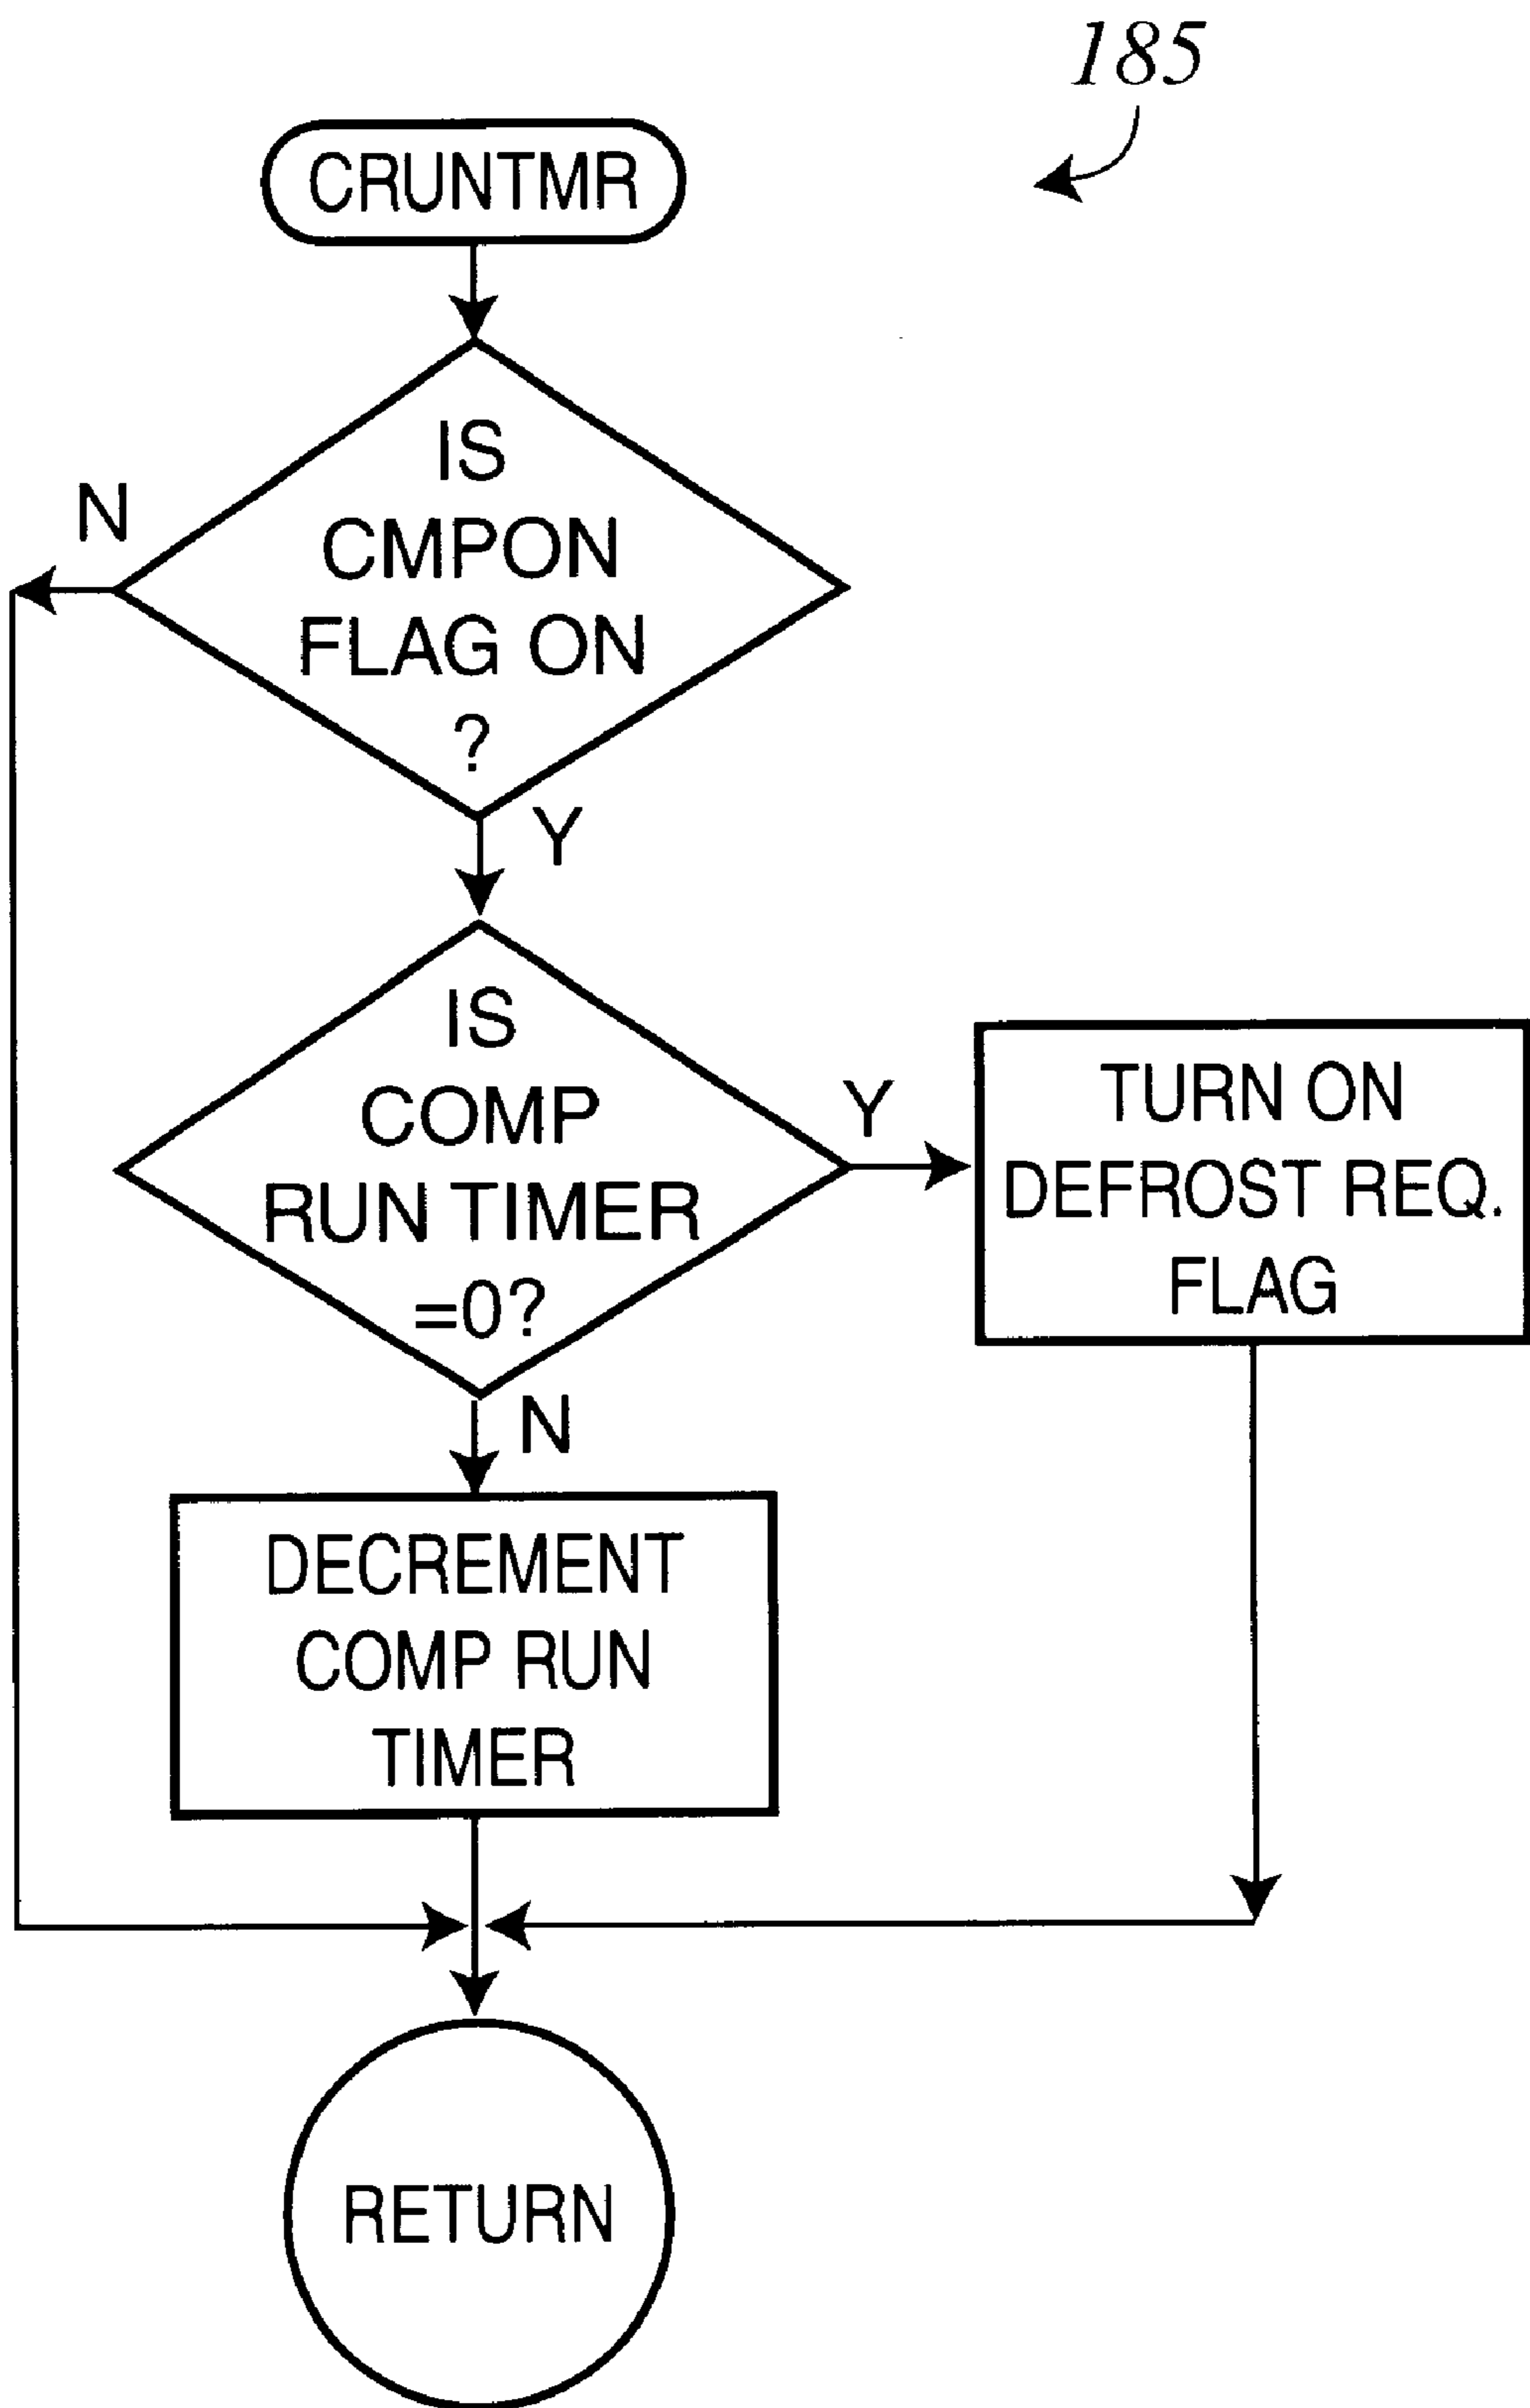 185
CRUNTMR
IS
CMPON
FLAG ON
?
N
Y
IS
COMP
RUN TIMER
=0?
Y
TURN ON
DEFROST REQ.
FLAG
N
DECREMENT
COMP RUN
TIMER
RETURN